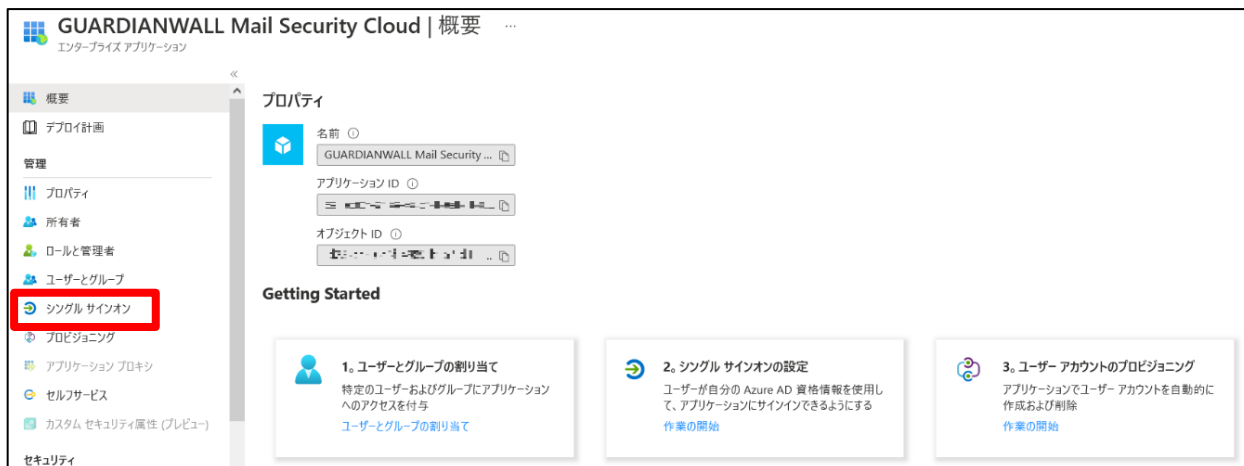 GUARDIANWALL Mail Security Cloud | 概要 …
エンタープライズ アプリケーション
«
概要
デプロイ計画
管理
プロパティ
所有者
ロールと管理者
ユーザーとグループ
シングル サインオン
プロビジョニング
アプリケーション プロキシ
セルフサービス
カスタム セキュリティ属性 (プレビュー)
セキュリティ
プロパティ
名前
GUARDIANWALL Mail Security ...
アプリケーション ID
オブジェクト ID
Getting Started
1。ユーザーとグループの割り当て
特定のユーザーおよびグループにアプリケーション
へのアクセスを付与
ユーザーとグループの割り当て
2。シングル サインオンの設定
ユーザーが自分の Azure AD 資格情報を使用し
て、アプリケーションにサインインできるようにする
作業の開始
3。ユーザー アカウントのプロビジョニング
アプリケーションでユーザー アカウントを自動的に
作成および削除
作業の開始